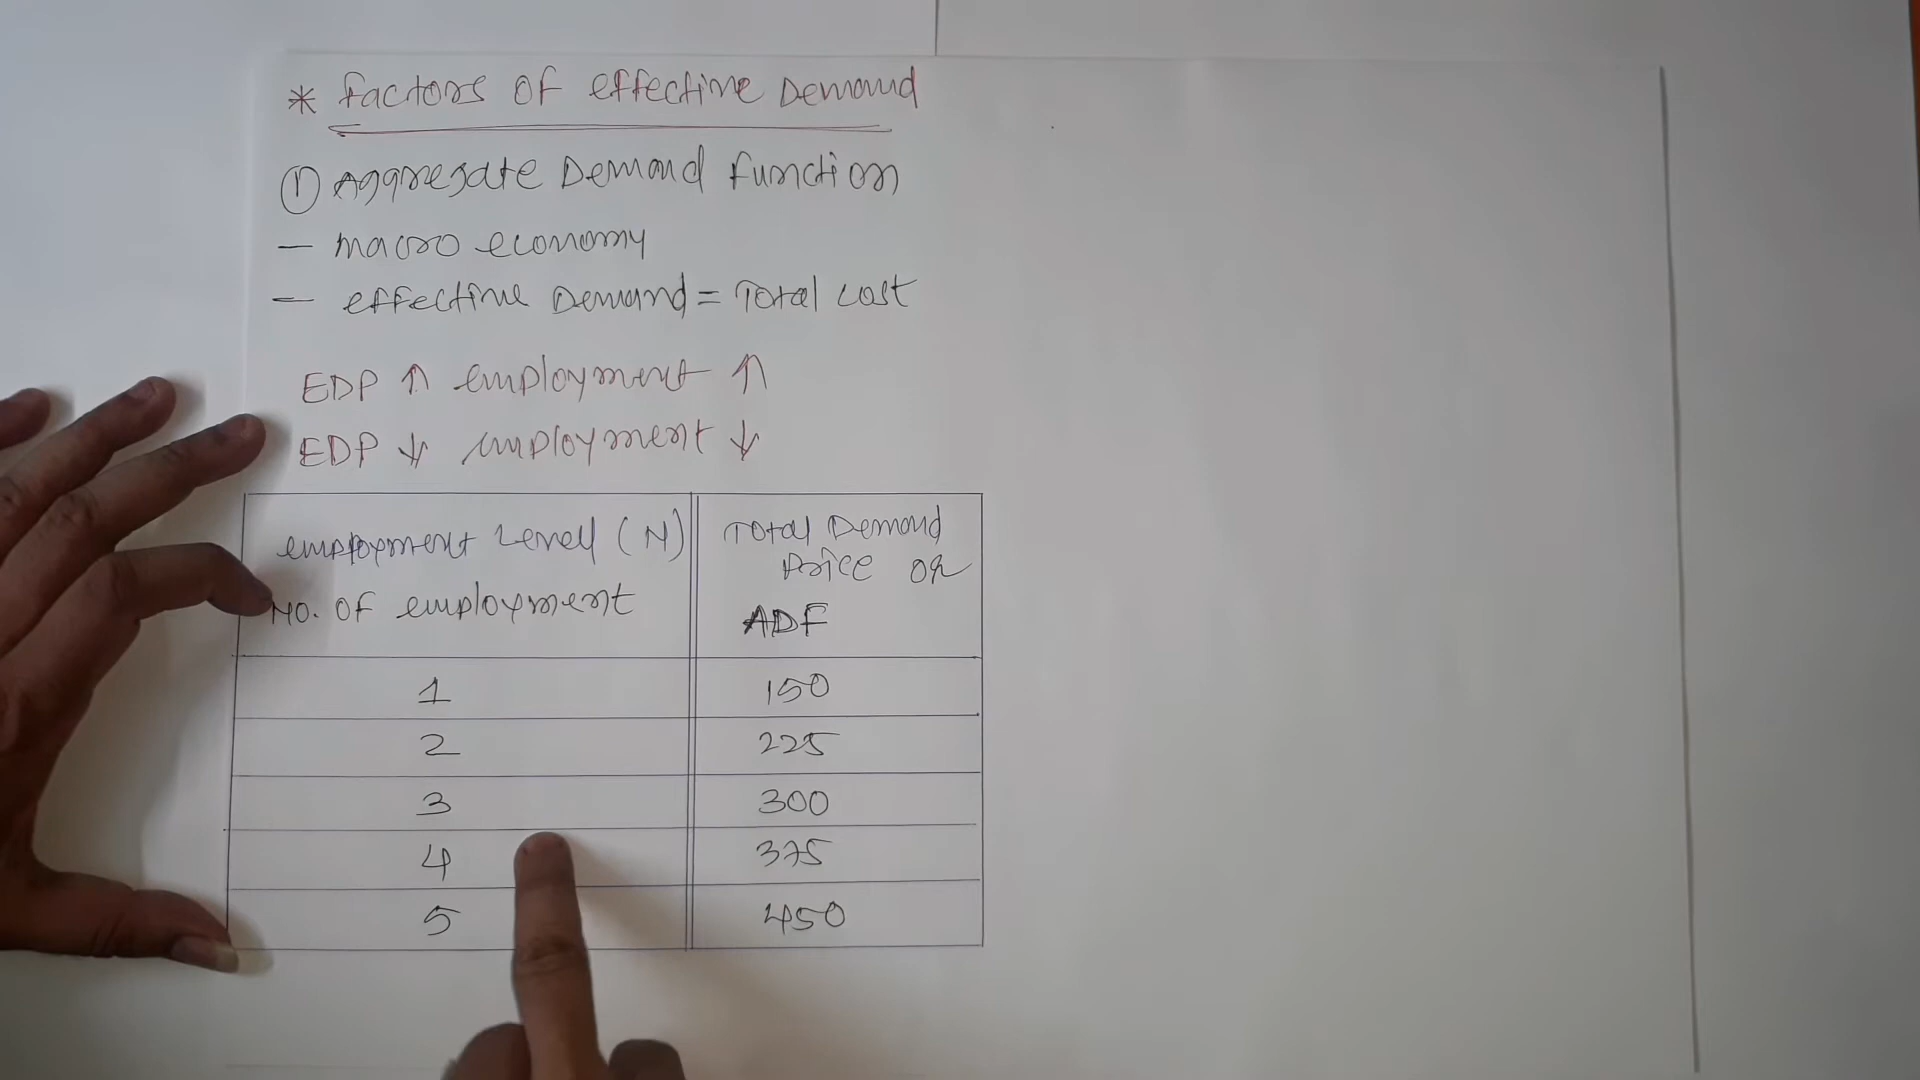 * Factors of effective Demand
① Aggregate Demand function
— macro economy
— effective Demand = Total cost
EDP ↑ employment ↑
EDP ↓ employment ↓
employment Level (N)
No. of employment
Total Demand
Price or
ADF
1 150
2 225
3 300
4 375
5 450